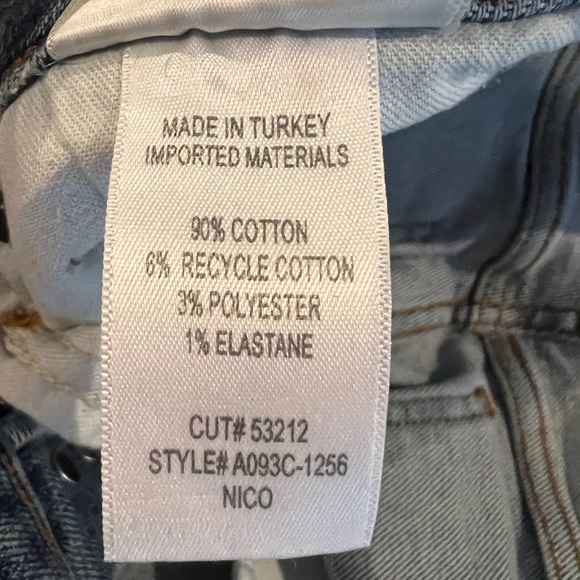 MADE IN TURKEY
IMPORTED MATERIALS
90% COTTON
6% RECYCLE COTTON
3% POLYESTER
1% ELASTANE
CUT# 53212
STYLE# A093C-1256
NICO